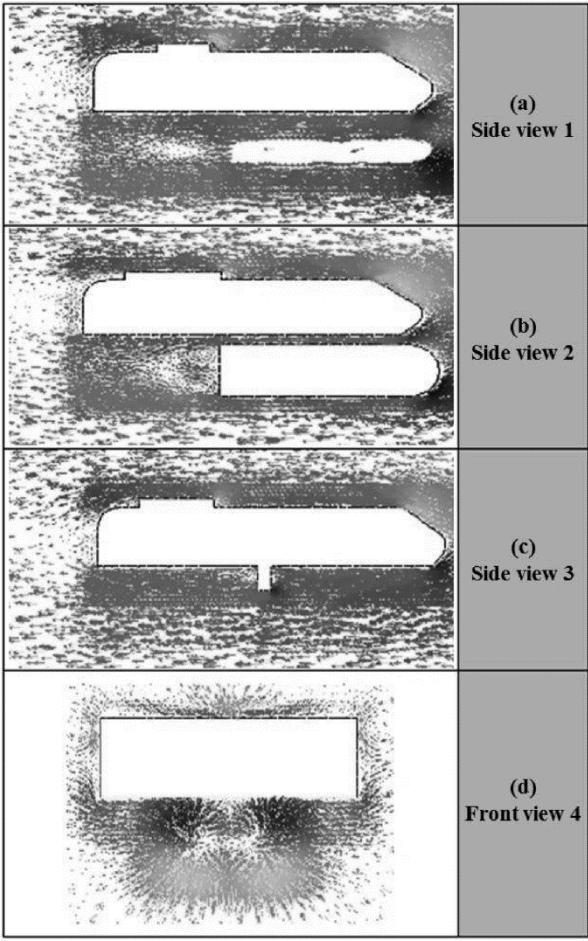 (a)
Side view 1
(b)
Side view 2
(c)
Side view 3
(d)
Front view 4